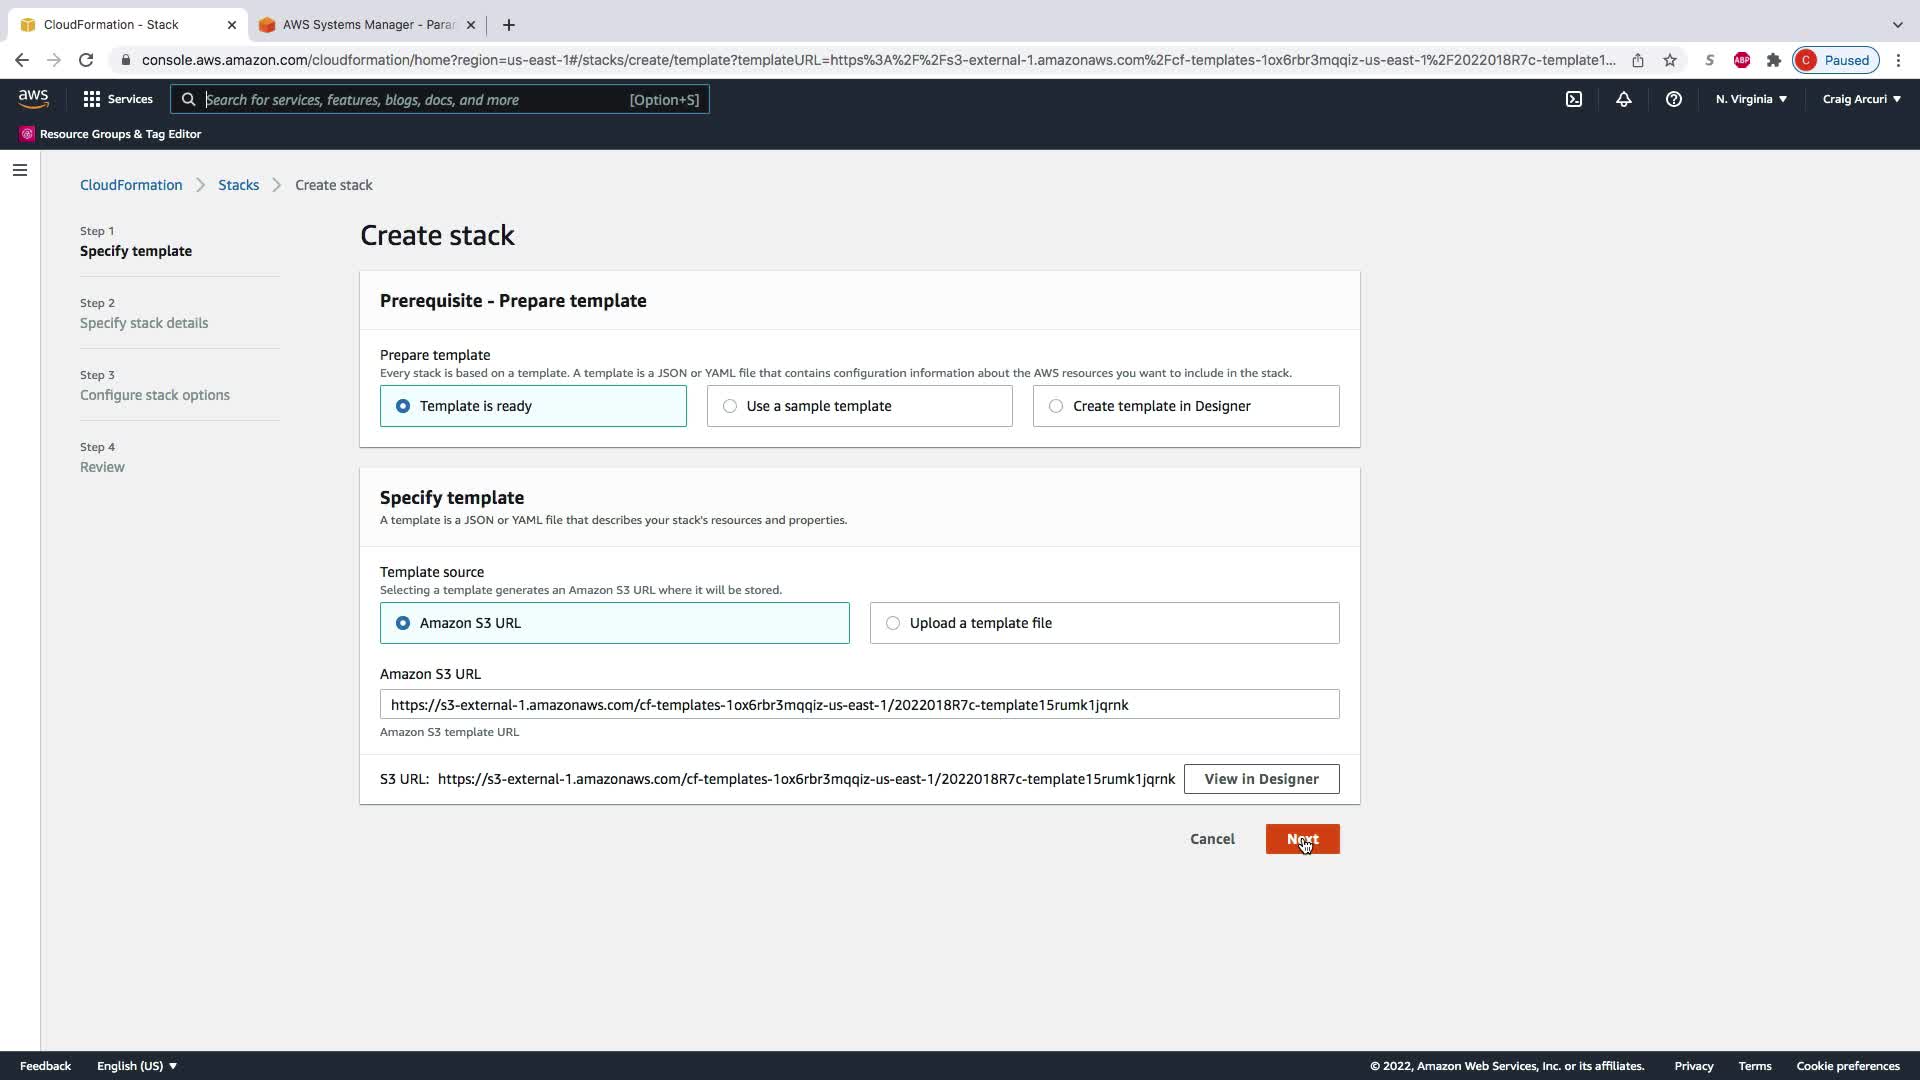 CloudFormation - Stack
AWS Systems Manager - Para
console.aws.amazon.com/cloudformation/home?region=us-east-1#/stacks/create/template?templateURL=https%3A%2F%2Fs3-external-1.amazonaws.com%2Fcf-templates-1ox6rbr3mqqiz-us-east-1%2F2022018R7c-template1...
S
ABP
C Paused
aws
Services
Search for services, features, blogs, docs, and more [Option+S]
N. Virginia
Craig Arcuri
Resource Groups & Tag Editor
CloudFormation
Stacks
Create stack
Step 1
Specify template
Step 2
Specify stack details
Step 3
Configure stack options
Step 4
Review
Create stack
Prerequisite - Prepare template
Prepare template
Every stack is based on a template. A template is a JSON or YAML file that contains configuration information about the AWS resources you want to include in the stack.
Template is ready
Use a sample template
Create template in Designer
Specify template
A template is a JSON or YAML file that describes your stack's resources and properties.
Template source
Selecting a template generates an Amazon S3 URL where it will be stored.
Amazon S3 URL
Upload a template file
Amazon S3 URL
https://s3-external-1.amazonaws.com/cf-templates-1ox6rbr3mqqiz-us-east-1/2022018R7c-template15rumk1jqrnk
Amazon S3 template URL
S3 URL: https://s3-external-1.amazonaws.com/cf-templates-1ox6rbr3mqqiz-us-east-1/2022018R7c-template15rumk1jqrnk
View in Designer
Cancel
Next
Feedback
English (US)
© 2022, Amazon Web Services, Inc. or its affiliates.
Privacy
Terms
Cookie preferences